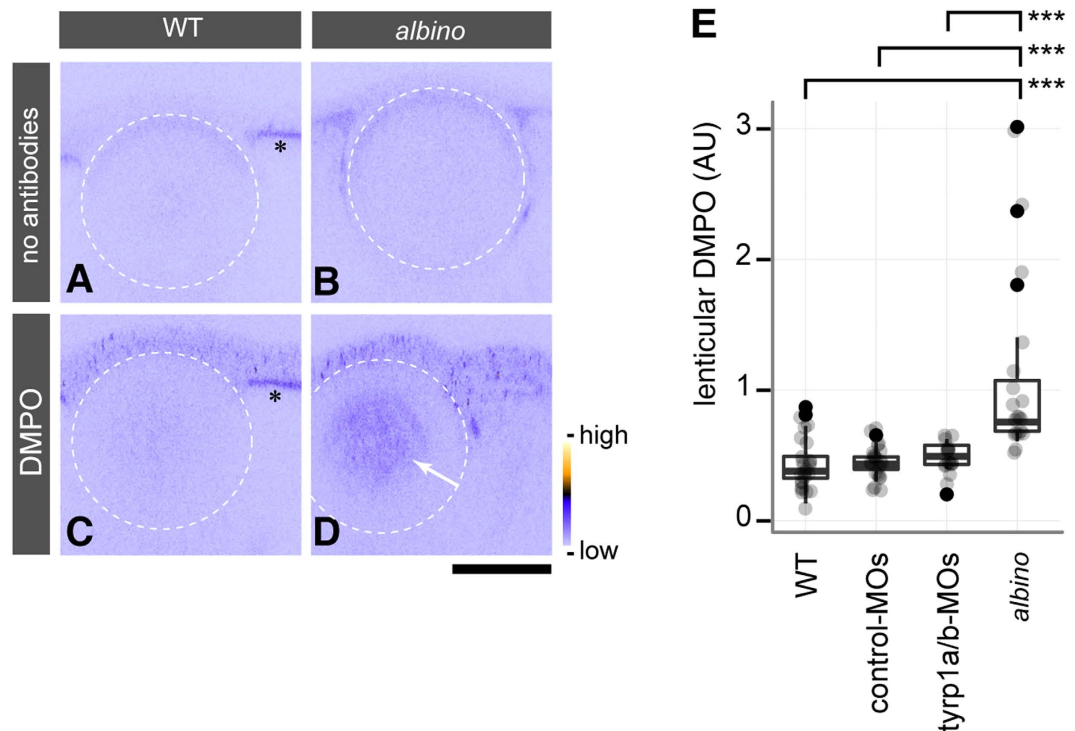 WT
albino
no antibodies
A
*
B
DMPO
C
*
D
- high
- low
E
***
***
***
lenticular DMPO (AU)
3
2
1
0
WT
control-MOs
tyrp1a/b-MOs
albino